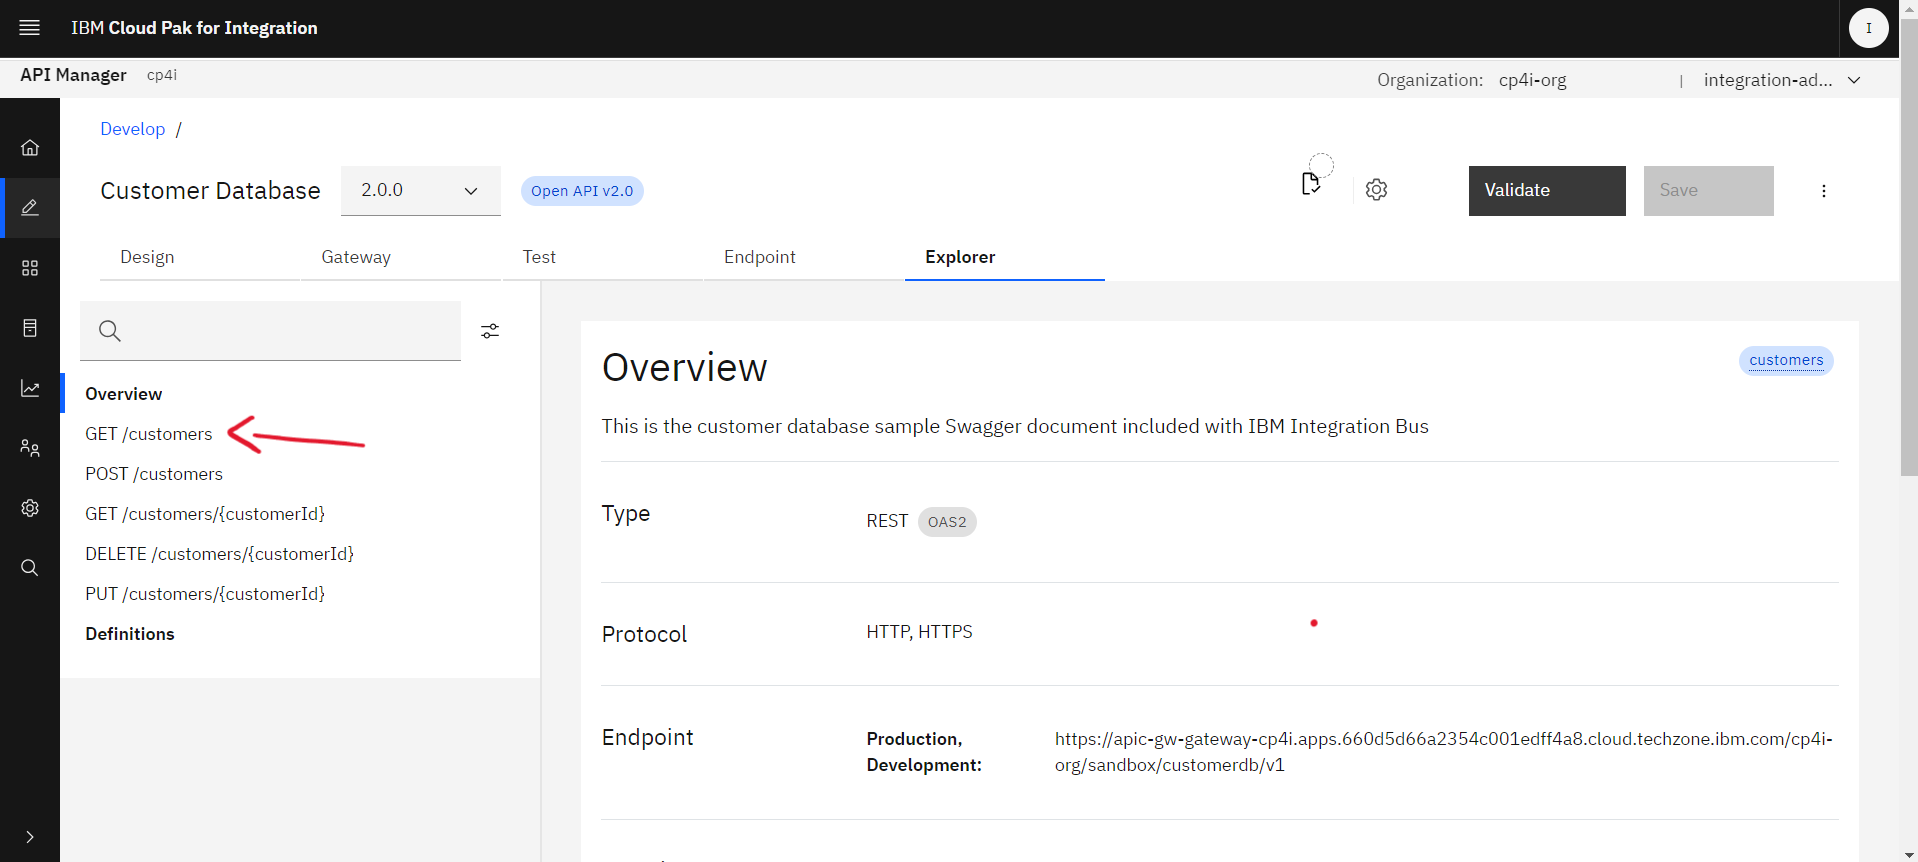 IBM Cloud Pak for Integration
I
API Manager cp4i
Organization: cp4i-org | integration-ad...
Develop /
Customer Database 2.0.0 Open API v2.0
Validate Save
Design Gateway Test Endpoint Explorer
Overview
GET /customers
POST /customers
GET /customers/{customerId}
DELETE /customers/{customerId}
PUT /customers/{customerId}
Definitions
Overview
customers
This is the customer database sample Swagger document included with IBM Integration Bus
Type REST OAS2
Protocol HTTP, HTTPS
Endpoint
Production,
Development:
https://apic-gw-gateway-cp4i.apps.660d5d66a2354c001edff4a8.cloud.techzone.ibm.com/cp4i-
org/sandbox/customerdb/v1